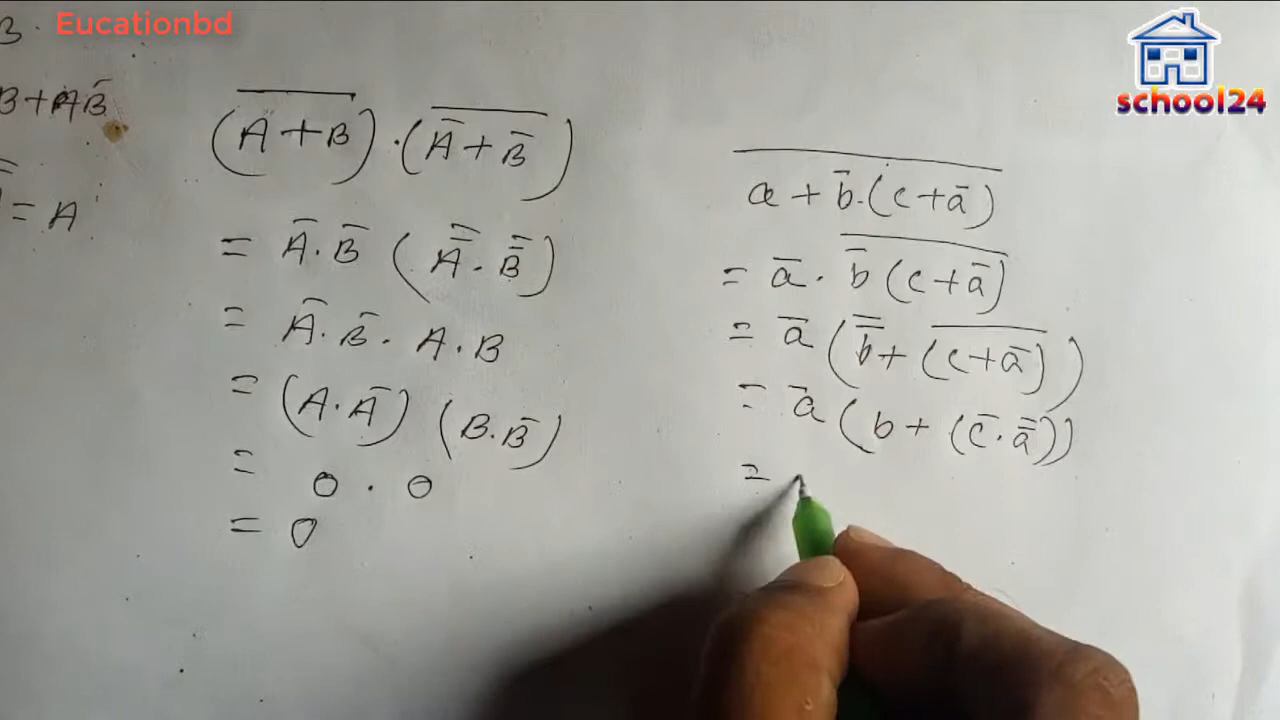 Eucationbd
school24
B.
B+AB̅
= A
(A̅+̅B̅)·(A̿+̅B̿)
= A̅.B̅ (A̿.B̿)
= A̅.B̅.A.B
= (A.A̅) (B.B̅)
= 0.0
= 0
a̅+̅b̿.̅(̅c̅+̅a̿)̅
= a̅.b̿(̅c̅+̅a̿)̅
= a̅(b̿+(c̅+̅a̿))
= a̅(b+(c̅.a̿))
=